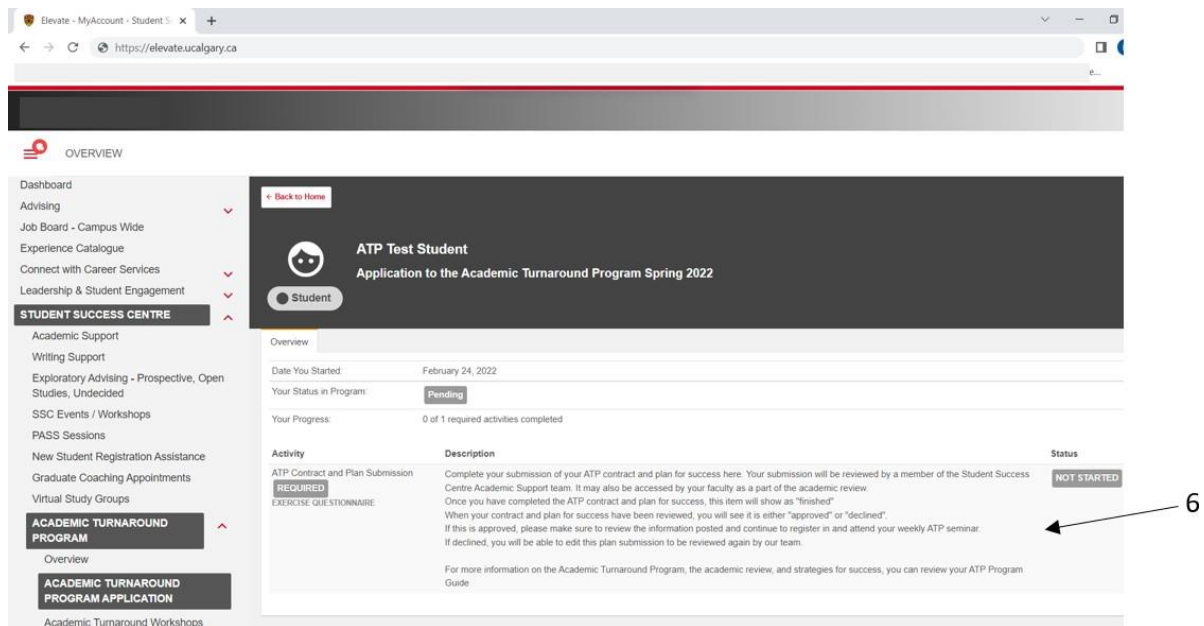 Elevate - MyAccount - Student S
https://elevate.ucalgary.ca
e...
OVERVIEW
Dashboard
Advising
Job Board - Campus Wide
Experience Catalogue
Connect with Career Services
Leadership & Student Engagement
STUDENT SUCCESS CENTRE
Academic Support
Writing Support
Exploratory Advising - Prospective, Open
Studies, Undecided
SSC Events / Workshops
PASS Sessions
New Student Registration Assistance
Graduate Coaching Appointments
Virtual Study Groups
ACADEMIC TURNAROUND
PROGRAM
Overview
ACADEMIC TURNAROUND
PROGRAM APPLICATION
Academic Turnaround Workshops
← Back to Home
ATP Test Student
Application to the Academic Turnaround Program Spring 2022
Student
Overview
Date You Started: February 24, 2022
Your Status in Program: Pending
Your Progress: 0 of 1 required activities completed
Activity Description Status
ATP Contract and Plan Submission
REQUIRED
EXERCISE QUESTIONNAIRE
Complete your submission of your ATP contract and plan for success here. Your submission will be reviewed by a member of the Student Success
Centre Academic Support team. It may also be accessed by your faculty as a part of the academic review.
Once you have completed the ATP contract and plan for success, this item will show as "finished"
When your contract and plan for success have been reviewed, you will see it is either "approved" or "declined".
If this is approved, please make sure to review the information posted and continue to register in and attend your weekly ATP seminar.
If declined, you will be able to edit this plan submission to be reviewed again by our team.
For more information on the Academic Turnaround Program, the academic review, and strategies for success, you can review your ATP Program
Guide
NOT STARTED
6